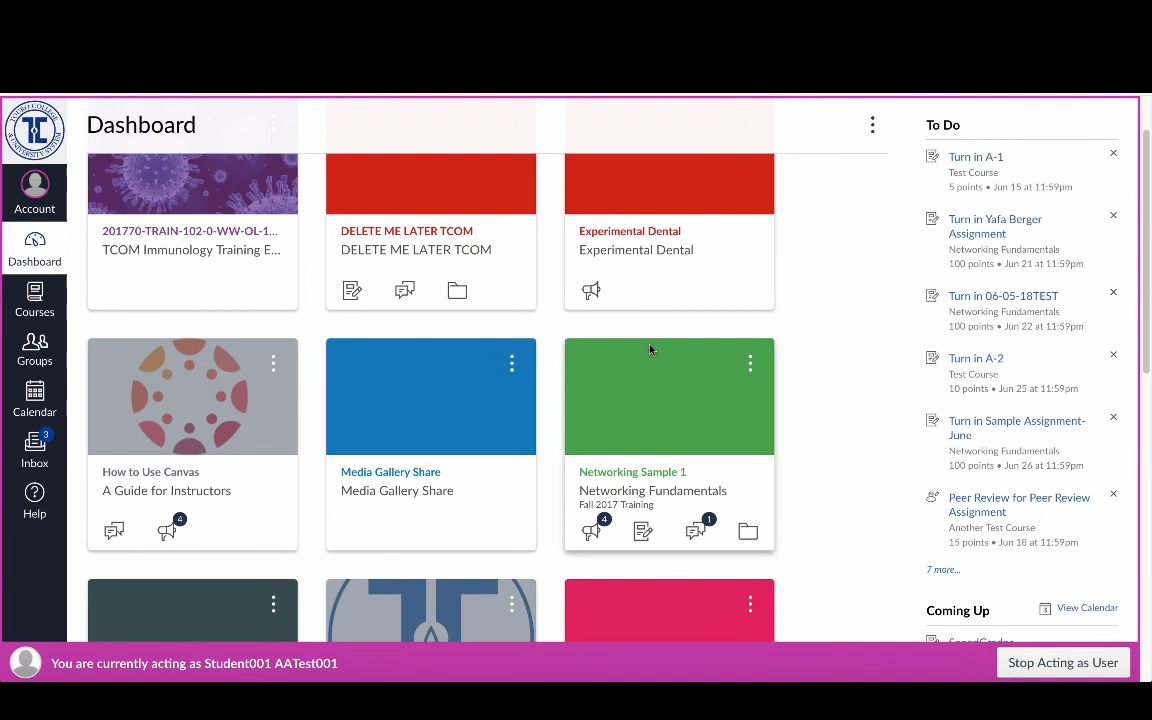 TOURO COLLEGE
& UNIVERSITY SYSTEM
Account
Dashboard
Courses
Groups
Calendar
3
Inbox
Help
Dashboard
201770-TRAIN-102-0-WW-OL-1...
TCOM Immunology Training E...
DELETE ME LATER TCOM
DELETE ME LATER TCOM
Experimental Dental
Experimental Dental
How to Use Canvas
A Guide for Instructors
4
Media Gallery Share
Media Gallery Share
Networking Sample 1
Networking Fundamentals
Fall 2017 Training
4
1
To Do
Turn in A-1
Test Course
5 points • Jun 15 at 11:59pm
Turn in Yafa Berger
Assignment
Networking Fundamentals
100 points • Jun 21 at 11:59pm
Turn in 06-05-18TEST
Networking Fundamentals
100 points • Jun 22 at 11:59pm
Turn in A-2
Test Course
10 points • Jun 25 at 11:59pm
Turn in Sample Assignment-
June
Networking Fundamentals
100 points • Jun 26 at 11:59pm
Peer Review for Peer Review
Assignment
Another Test Course
15 points • Jun 18 at 11:59pm
7 more...
Coming Up
3
View Calendar
You are currently acting as Student001 AATest001
Stop Acting as User